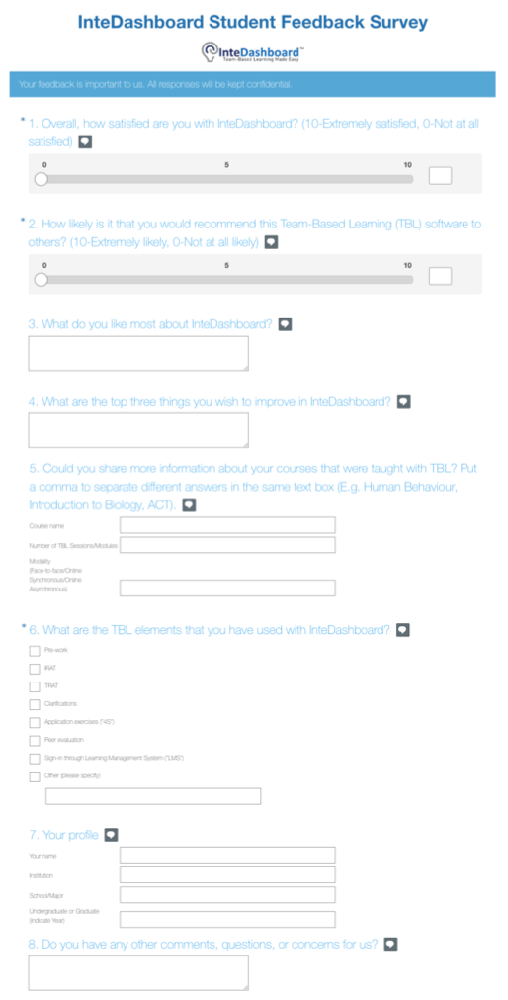 InteDashboard Student Feedback Survey
InteDashboard™
Team-Based Learning Made Easy
Your feedback is important to us. All responses will be kept confidential.
* 1. Overall, how satisfied are you with InteDashboard? (10-Extremely satisfied, 0-Not at all
satisfied)
0 5 10
* 2. How likely is it that you would recommend this Team-Based Learning (TBL) software to
others? (10-Extremely likely, 0-Not at all likely)
0 5 10
3. What do you like most about InteDashboard?
4. What are the top three things you wish to improve in InteDashboard?
5. Could you share more information about your courses that were taught with TBL? Put
a comma to separate different answers in the same text box (E.g. Human Behaviour,
Introduction to Biology, ACT).
Course name
Number of TBL Sessions/Modules
Modality
(Face-to-face/Online
Synchronous/Online
Asynchronous)
* 6. What are the TBL elements that you have used with InteDashboard?
Pre-work
IRAT
TRAT
Clarifications
Application exercises ("4S")
Peer evaluation
Sign-in through Learning Management System ("LMS")
Other (please specify)
7. Your profile
Your name
Institution
School/Major
Undergraduate or Graduate
(Indicate Year)
8. Do you have any other comments, questions, or concerns for us?